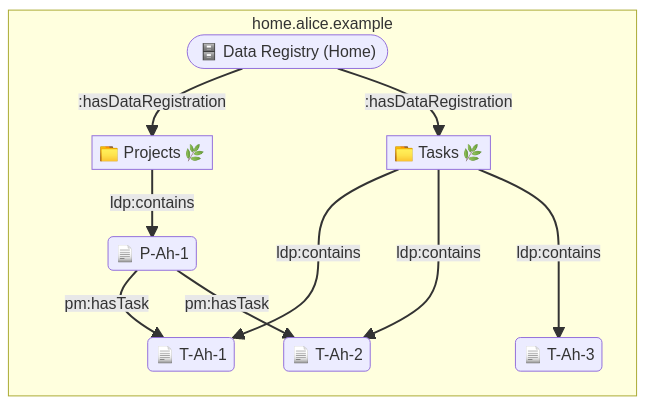 home.alice.example
🗄️ Data Registry (Home)
:hasDataRegistration
:hasDataRegistration
🗂️ Projects 🌿
🗂️ Tasks 🌿
ldp:contains
📄 P-Ah-1
ldp:contains
ldp:contains
ldp:contains
pm:hasTask
pm:hasTask
📄 T-Ah-1
📄 T-Ah-2
📄 T-Ah-3